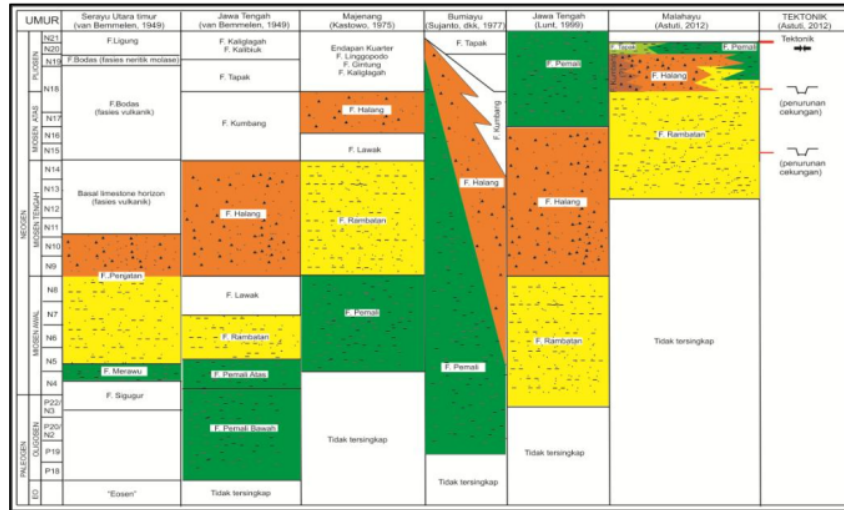 UMUR
Serayu Utara timur
(van Bemmelen, 1949)
Jawa Tengah
(van Bemmelen, 1949)
Majenang
(Kastowo, 1975)
Bumiayu
(Sujanto, dkk, 1977)
Jawa Tengah
(Lunt, 1999)
Malahayu
(Astuti, 2012)
TEKTONIK
(Astuti, 2012)
NEOGEN
PALEOGEN
PLIOSEN
MIOSEN ATAS
MIOSEN TENGAH
MIOSEN AWAL
OLIGOSEN
EO
N21
N20
N19
N18
N17
N16
N15
N14
N13
N12
N11
N10
N9
N8
N7
N6
N5
N4
P22/
N3
P20/
N2
P19
P18
F.Ligung
F.Bodas (fasies neritik molase)
F.Bodas
(fasies vulkanik)
Basal limestone horizon
(fasies vulkanik)
F. Penjatan
F. Merawu
F. Sigugur
"Eosen"
F. Kaliglagah
F. Kalibiuk
F. Tapak
F. Kumbang
F. Halang
F. Lawak
F. Rambatan
F. Pemali Atas
F. Pemali Bawah
Tidak tersingkap
Endapan Kuarter
F. Linggopodo
F. Gintung
F. Kaliglagah
F. Halang
F. Lawak
F. Rambatan
F. Pemali
Tidak tersingkap
F. Tapak
F. Kumbang
F. Halang
F. Pemali
Tidak tersingkap
F. Pemali
F. Halang
F. Rambatan
Tidak tersingkap
F. Tapak
F. Pemali
F. Halang
F. Rambatan
Tidak tersingkap
Tektonik
(penurunan
cekungan)
(penurunan
cekungan)